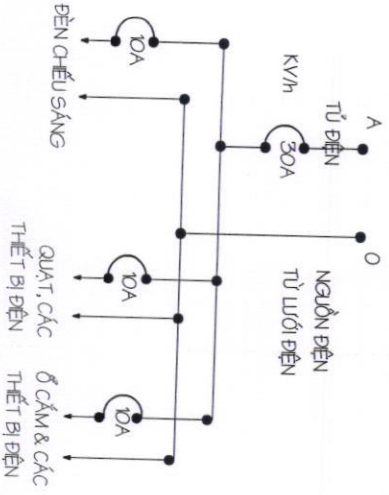 A
O
NGUỒN ĐIỆN
TỪ LƯỚI ĐIỆN
TỦ ĐIỆN
30A
KV/h
10A
10A
10A
ĐÈN CHIẾU SÁNG
QUẠT, CÁC
THIẾT BỊ ĐIỆN
Ổ CẮM & CÁC
THIẾT BỊ ĐIỆN